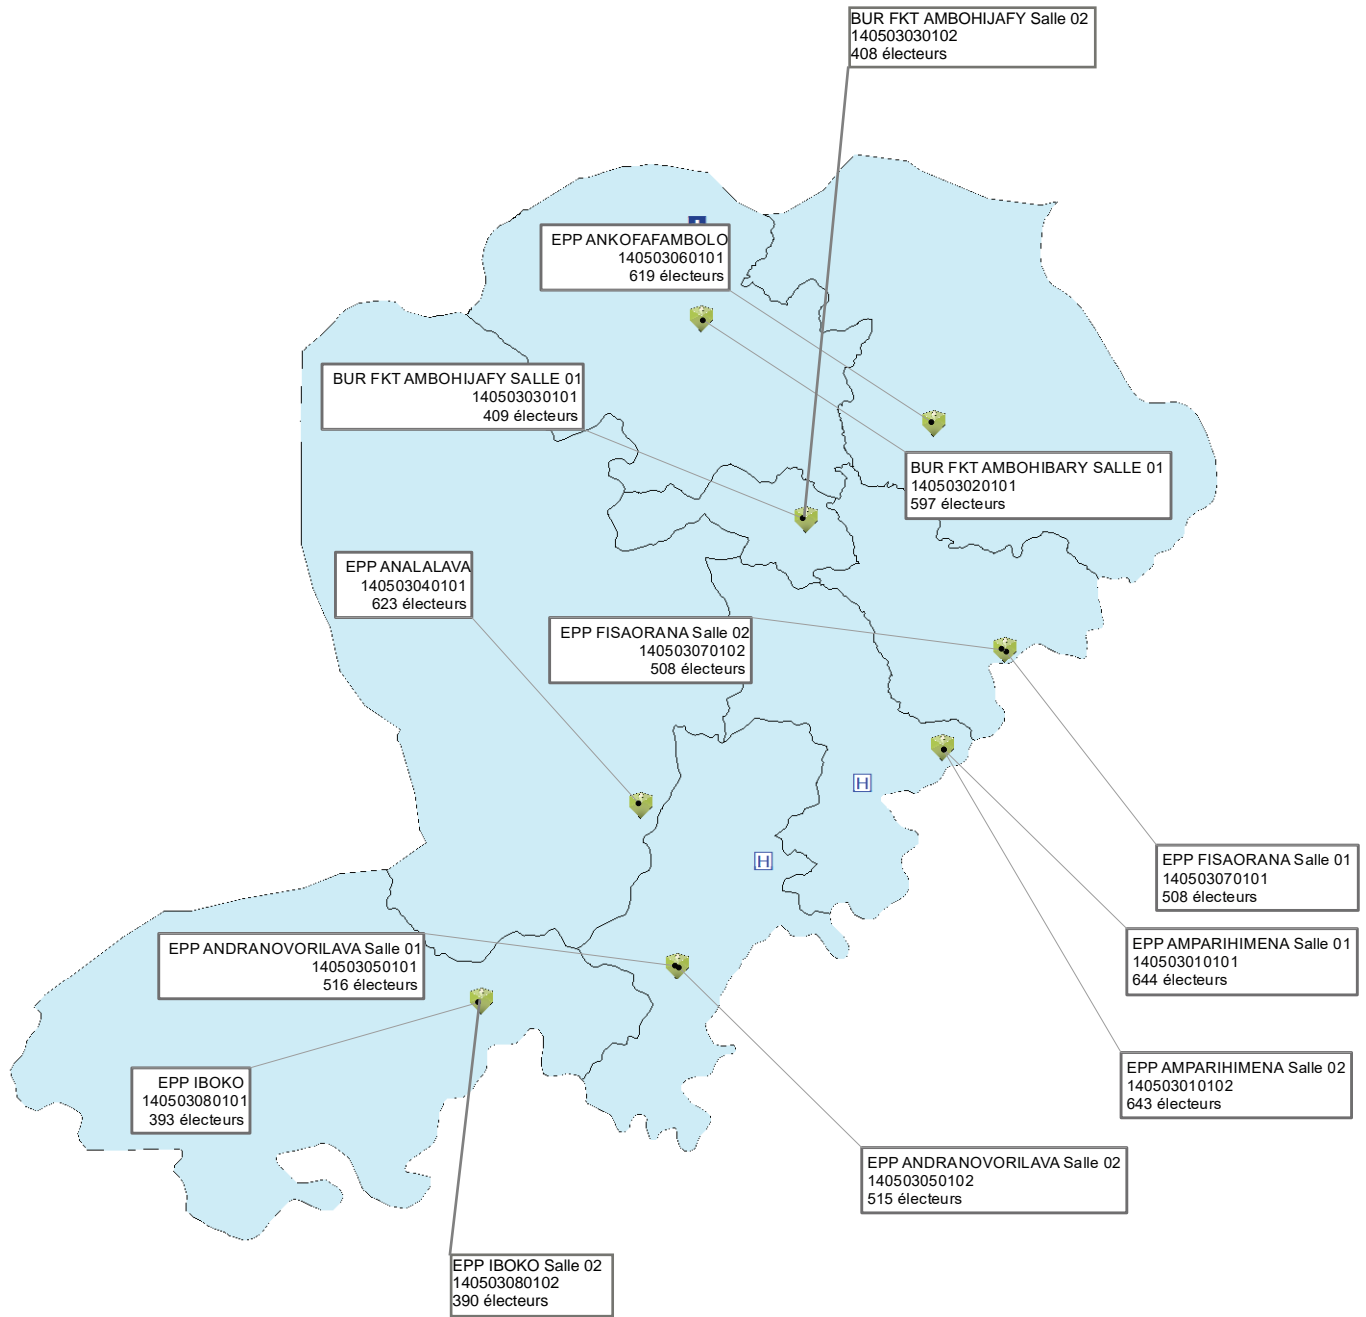 BUR FKT AMBOHIJAFY Salle 02
140503030102
408 électeurs
EPP ANKOFAFAMBOLO
140503060101
619 électeurs
BUR FKT AMBOHIJAFY SALLE 01
140503030101
409 électeurs
BUR FKT AMBOHIBARY SALLE 01
140503020101
597 électeurs
EPP ANALALAVA
140503040101
623 électeurs
EPP FISAORANA Salle 02
140503070102
508 électeurs
H
H
EPP FISAORANA Salle 01
140503070101
508 électeurs
EPP ANDRANOVORILAVA Salle 01
140503050101
516 électeurs
EPP AMPARIHIMENA Salle 01
140503010101
644 électeurs
EPP IBOKO
140503080101
393 électeurs
EPP AMPARIHIMENA Salle 02
140503010102
643 électeurs
EPP ANDRANOVORILAVA Salle 02
140503050102
515 électeurs
EPP IBOKO Salle 02
140503080102
390 électeurs